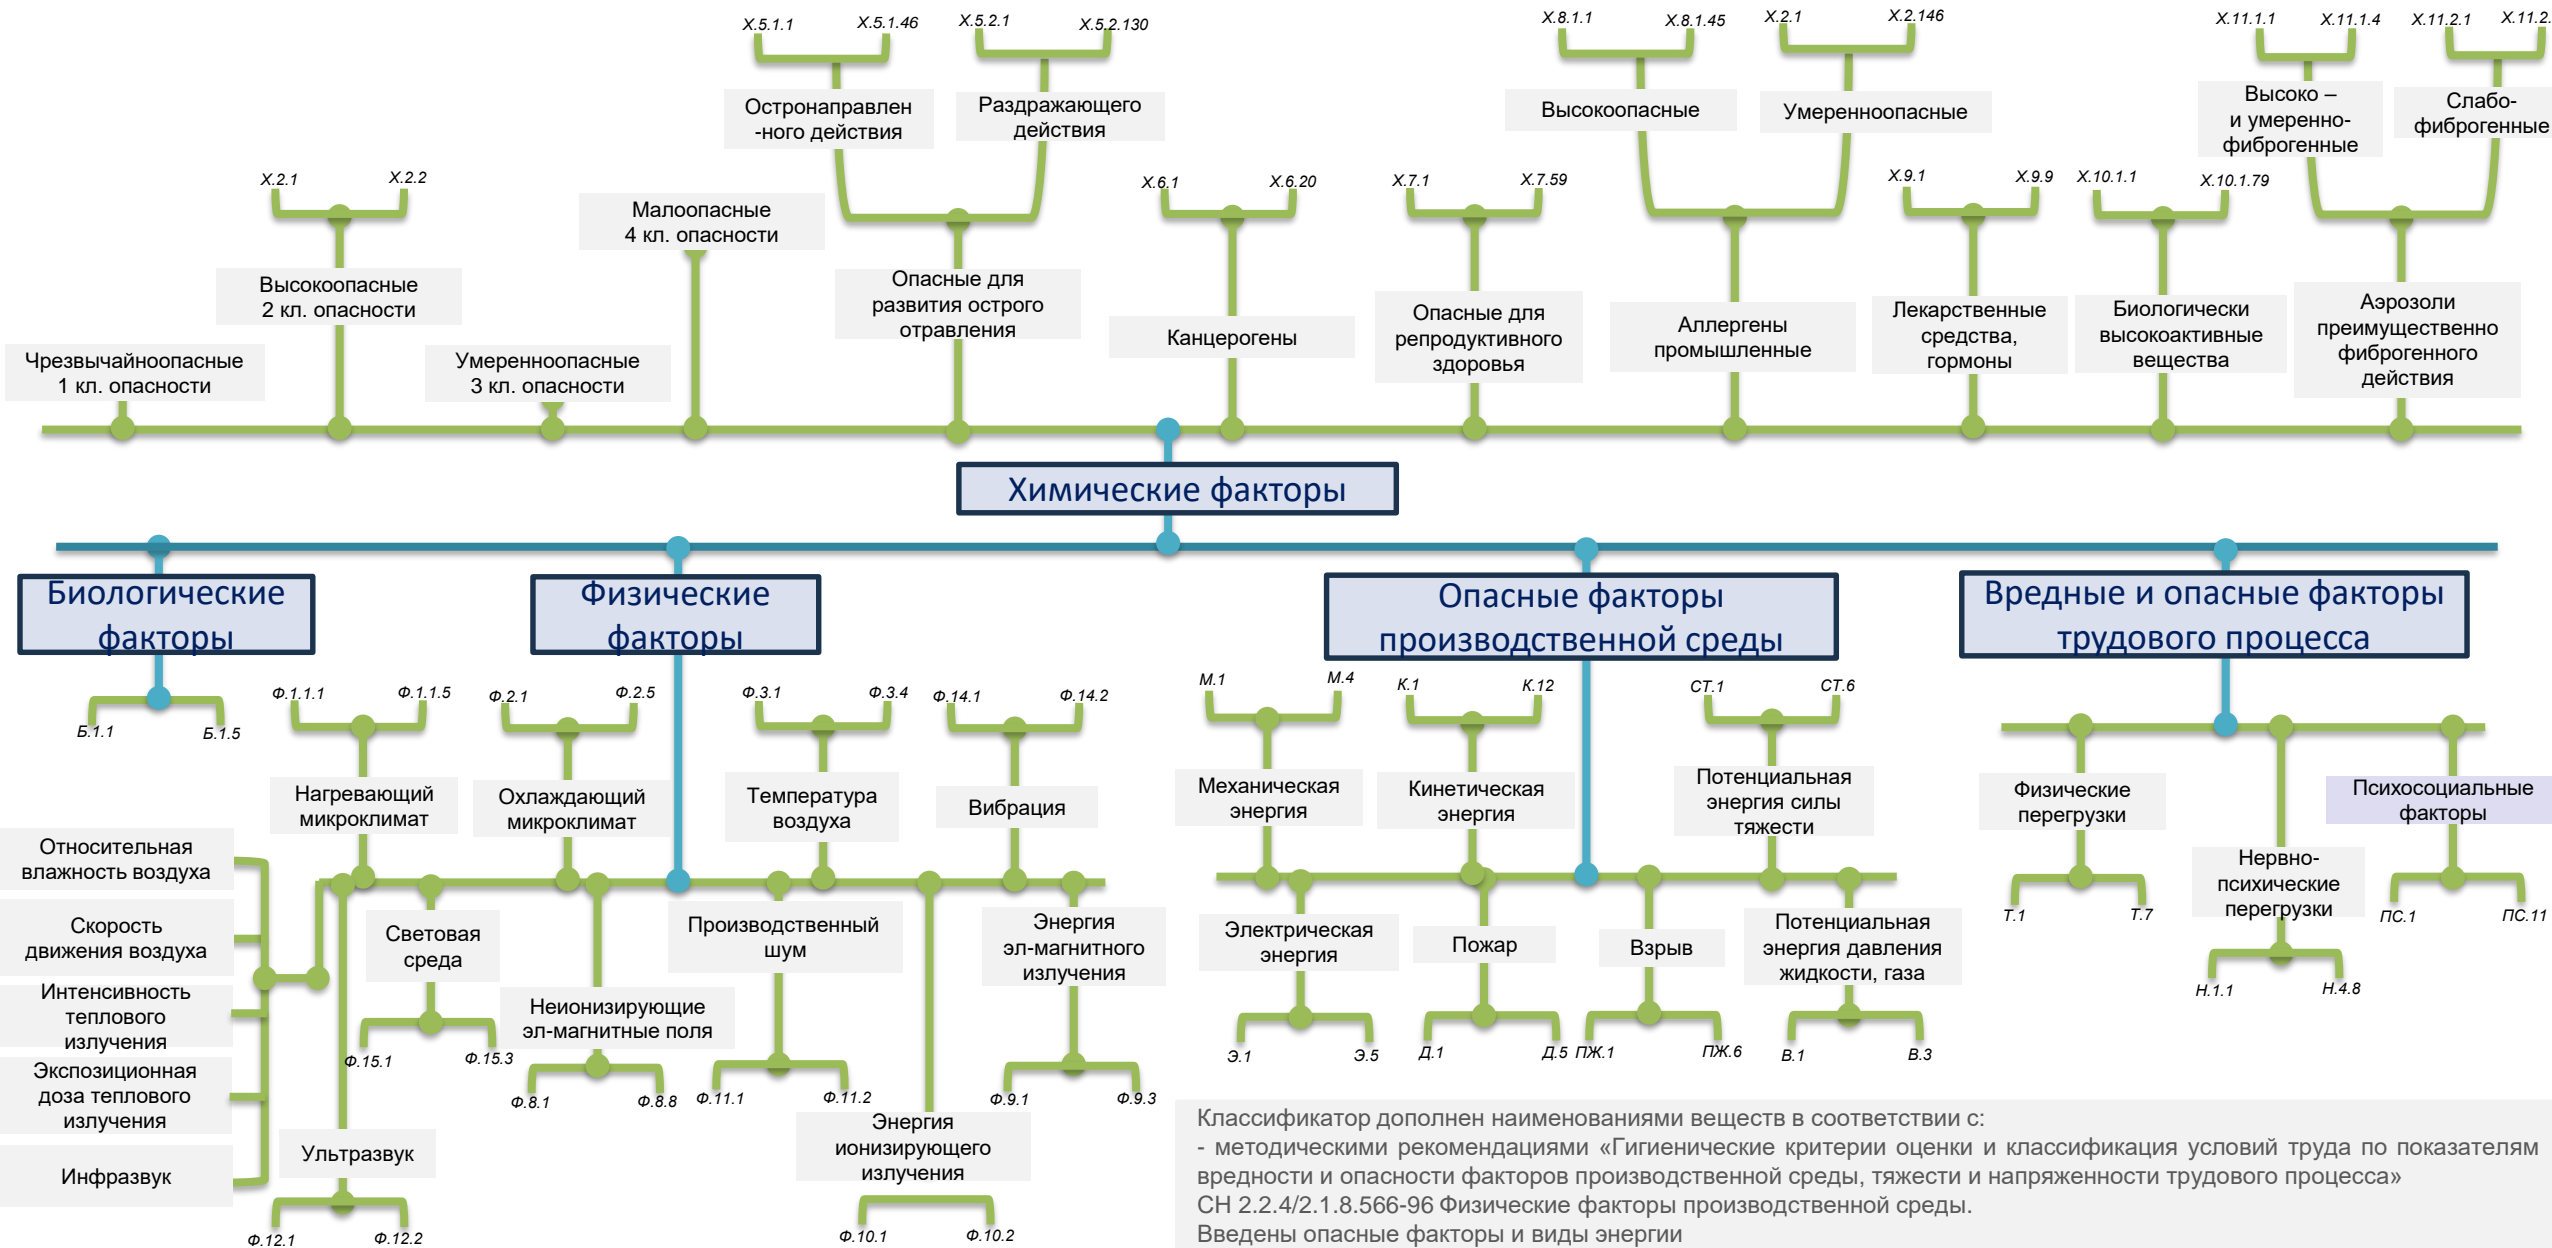 Х.5.1.1
Х.5.1.46
Х.5.2.1
Х.5.2.130
Х.8.1.1
Х.8.1.45
Х.2.1
Х.2.146
Х.11.1.1
Х.11.1.4
Х.11.2.1
Х.11.2.
Остронаправлен
-ного действия
Раздражающего
действия
Высокоопасные
Умеренноопасные
Высоко –
и умеренно-
фиброгенные
Слабо-
фиброгенные
Х.2.1
Х.2.2
Малоопасные
4 кл. опасности
Х.6.1
Х.6.20
Х.7.1
Х.7.59
Х.9.1
Х.9.9
Х.10.1.1
Х.10.1.79
Чрезвычайноопасные
1 кл. опасности
Высокоопасные
2 кл. опасности
Умеренноопасные
3 кл. опасности
Опасные для
развития острого
отравления
Канцерогены
Опасные для
репродуктивного
здоровья
Аллергены
промышленные
Лекарственные
средства,
гормоны
Биологически
высокоактивные
вещества
Аэрозоли
преимущественно
фиброгенного
действия
Химические факторы
Биологические
факторы
Физические
факторы
Опасные факторы
производственной среды
Вредные и опасные факторы
трудового процесса
Б.1.1
Б.1.5
Ф.1.1.1
Ф.1.1.5
Ф.2.1
Ф.2.5
Ф.3.1
Ф.3.4
Ф.14.1
Ф.14.2
М.1
М.4
К.1
К.12
СТ.1
СТ.6
Нагревающий
микроклимат
Охлаждающий
микроклимат
Температура
воздуха
Вибрация
Механическая
энергия
Кинетическая
энергия
Потенциальная
энергия силы
тяжести
Физические
перегрузки
Нервно-
психические
перегрузки
Психосоциальные
факторы
Т.1
Т.7
Н.1.1
Н.4.8
ПС.1
ПС.11
Относительная
влажность воздуха
Скорость
движения воздуха
Интенсивность
теплового
излучения
Экспозиционная
доза теплового
излучения
Инфразвук
Ультразвук
Ф.12.1
Ф.12.2
Световая
среда
Ф.15.1
Ф.15.3
Неионизирующие
эл-магнитные поля
Ф.8.1
Ф.8.8
Производственный
шум
Ф.11.1
Ф.11.2
Энергия
ионизирующего
излучения
Ф.10.1
Ф.10.2
Энергия
эл-магнитного
излучения
Ф.9.1
Ф.9.3
Электрическая
энергия
Э.1
Э.5
Пожар
Д.1
Д.5
Взрыв
ПЖ.1
ПЖ.6
Потенциальная
энергия давления
жидкости, газа
В.1
В.3
Классификатор дополнен наименованиями веществ в соответствии с:
- методическими рекомендациями «Гигиенические критерии оценки и классификация условий труда по показателям
вредности и опасности факторов производственной среды, тяжести и напряженности трудового процесса»
СН 2.2.4/2.1.8.566-96 Физические факторы производственной среды.
Введены опасные факторы и виды энергии